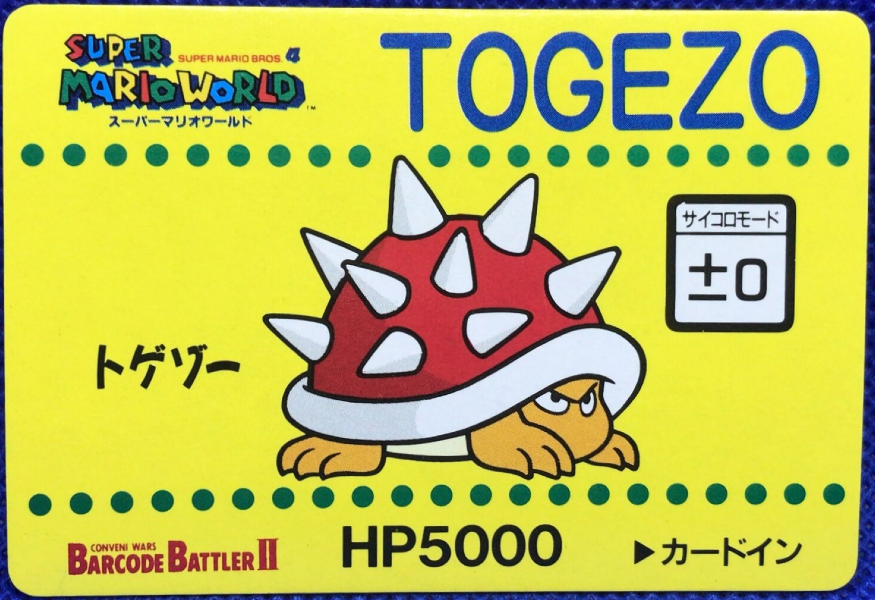 SUPER
SUPER MARIO BROS. 4
MARIO WORLD
TM
スーパーマリオワールド
TOGEZO
サイコロモード
±0
トゲゾー
CONVENI WARS
BARCODE BATTLER II
HP5000
▶カードイン